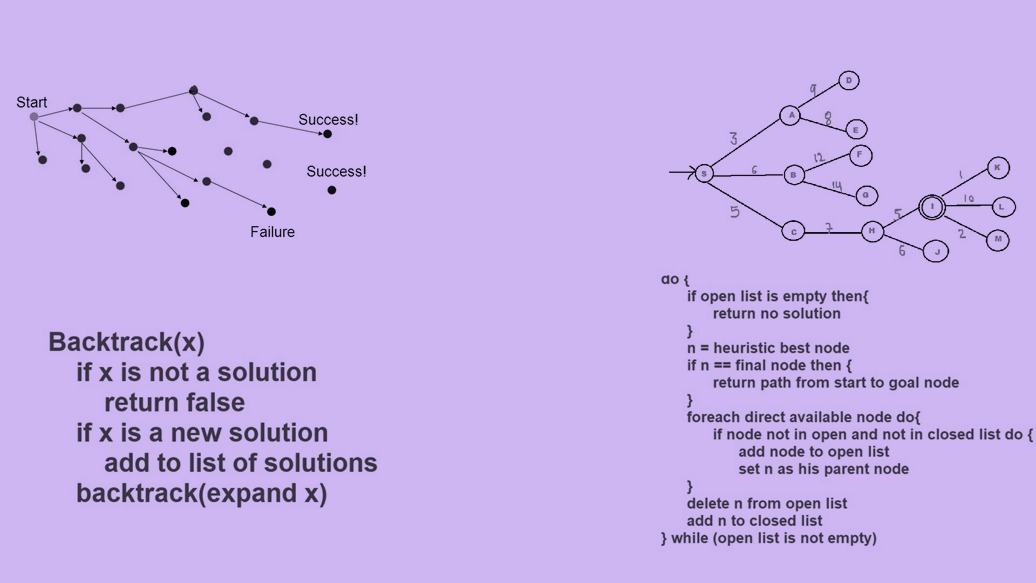 Start
Success!
Success!
Failure
Backtrack(x)
if x is not a solution
return false
if x is a new solution
add to list of solutions
backtrack(expand x)
D
9
A
8
E
3
12
F
S
6
B
14
G
5
C
7
H
5
I
1
K
10
L
2
M
6
J
do {
if open list is empty then{
return no solution
}
n = heuristic best node
if n == final node then {
return path from start to goal node
}
foreach direct available node do{
if node not in open and not in closed list do {
add node to open list
set n as his parent node
}
delete n from open list
add n to closed list
} while (open list is not empty)